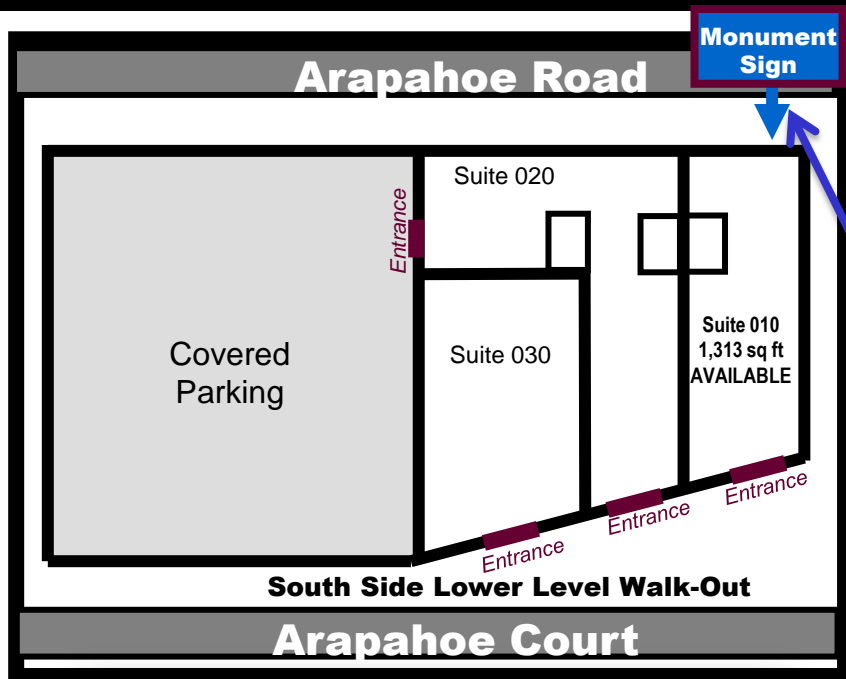 Monument
Sign
Arapahoe Road
Suite 020
Entrance
Suite 010
1,313 sq ft
AVAILABLE
Covered
Parking
Suite 030
Entrance
Entrance
Entrance
South Side Lower Level Walk-Out
Arapahoe Court